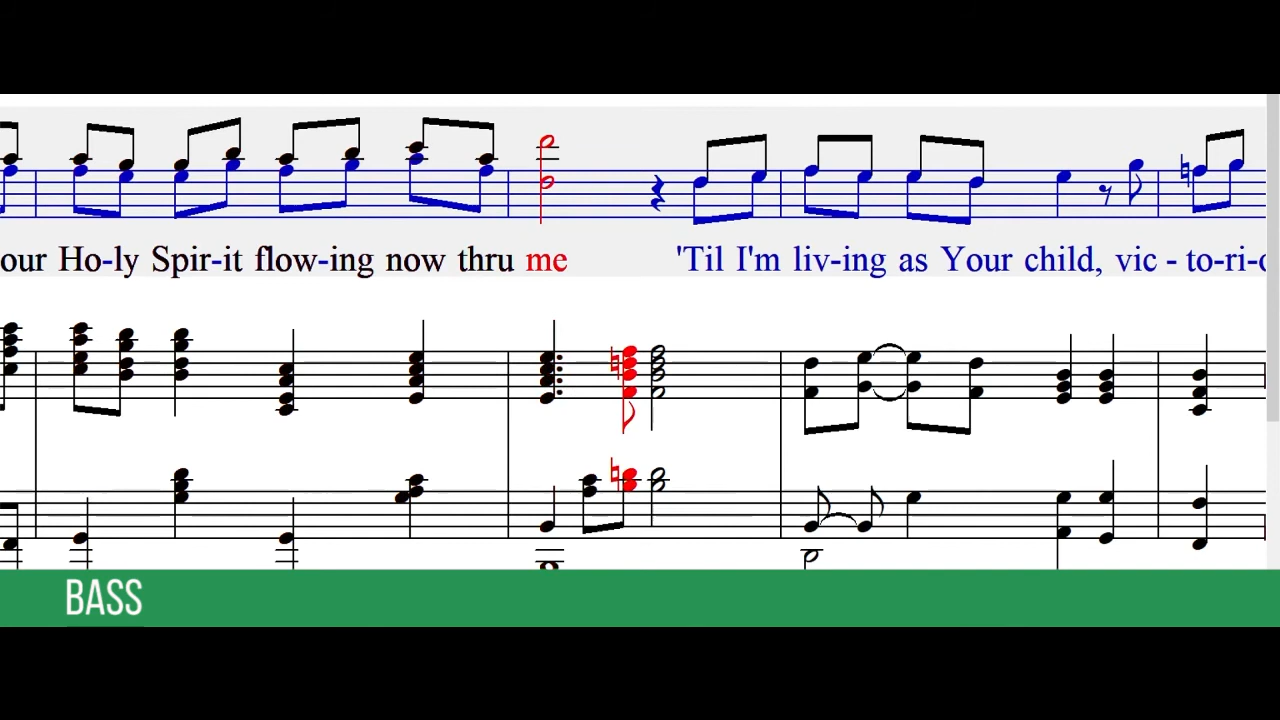 our Ho-ly Spir-it flow-ing now thru me 'Til I'm liv-ing as Your child, vic - to-ri-
BASS